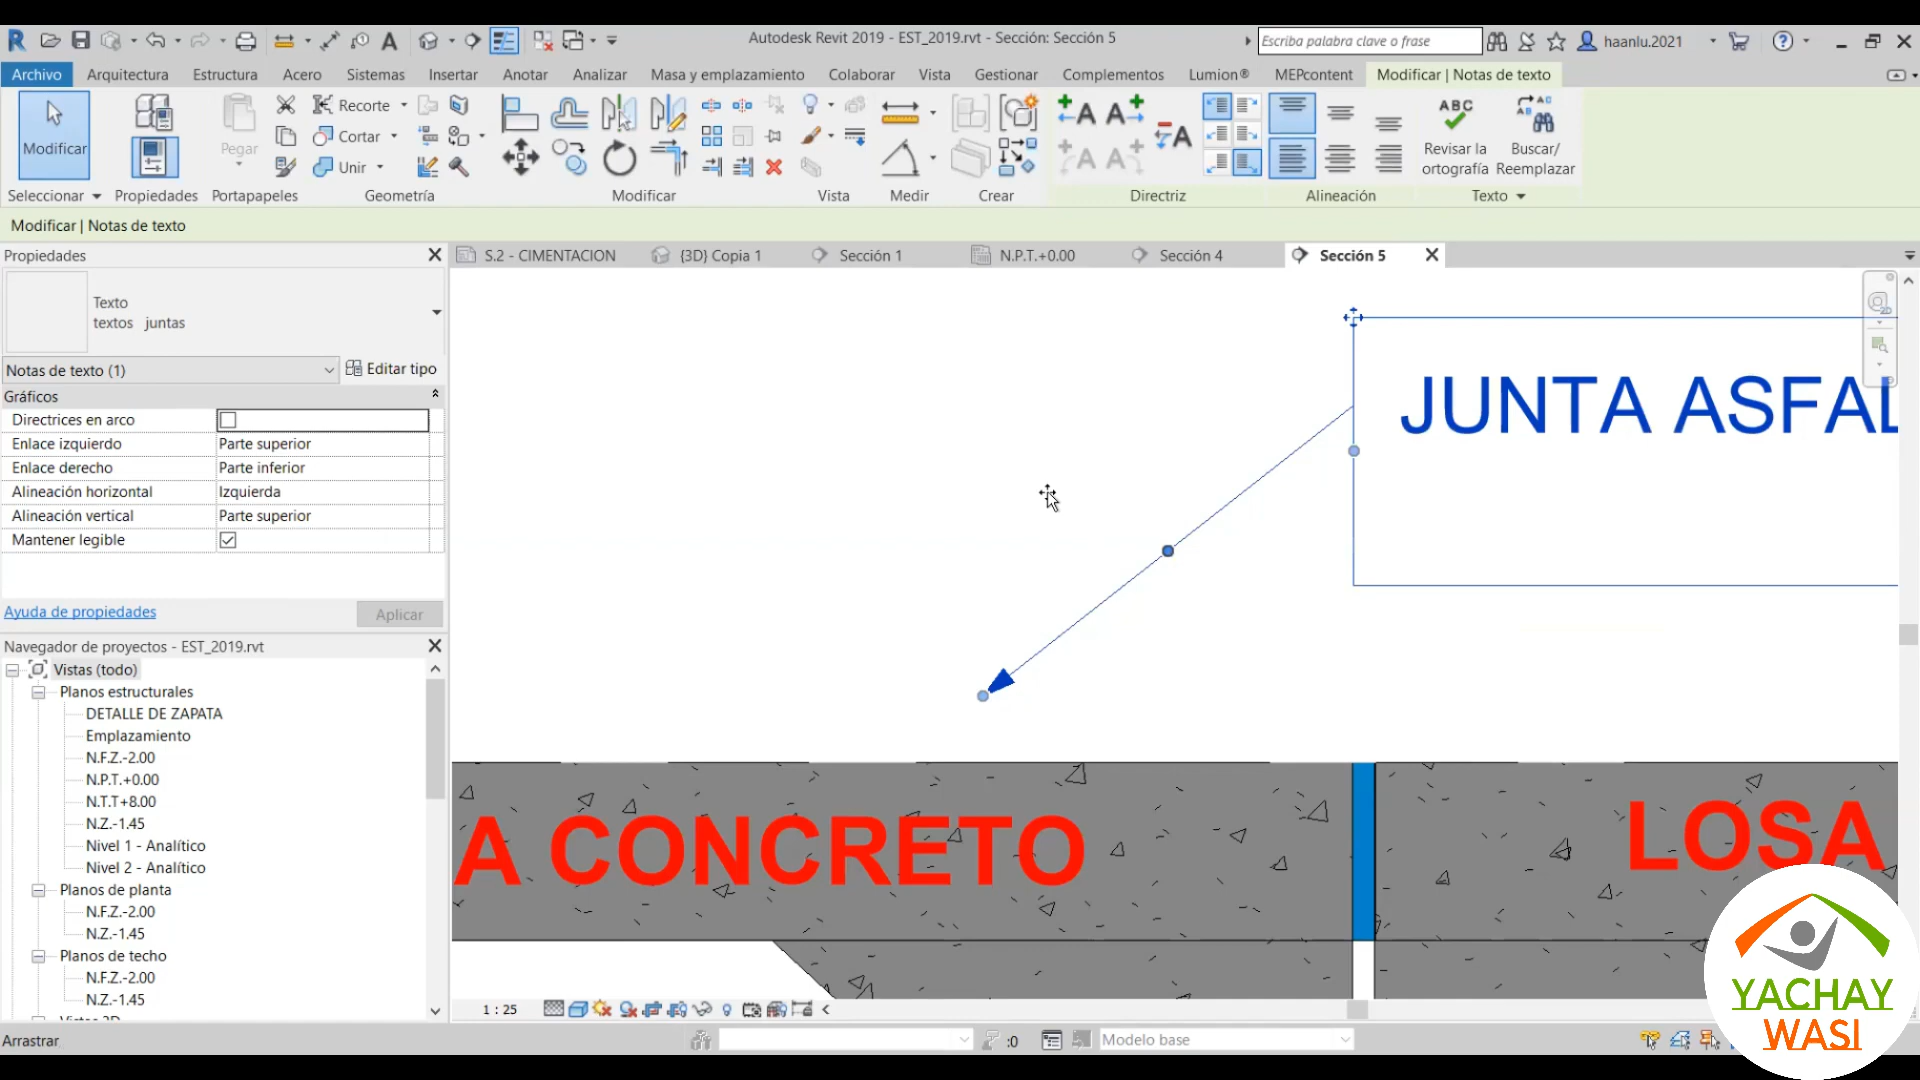 Autodesk Revit 2019 - EST_2019.rvt - Sección: Sección 5
Escriba palabra clave o frase
haanlu.2021
Archivo Arquitectura Estructura Acero Sistemas Insertar Anotar Analizar Masa y emplazamiento Colaborar Vista Gestionar Complementos Lumion® MEPcontent Modificar | Notas de texto
Modificar
Pegar
Recorte
Cortar
Unir
ABC
Revisar la
ortografía
Buscar/
Reemplazar
Seleccionar Propiedades Portapapeles Geometría Modificar Vista Medir Crear Directriz Alineación Texto
Modificar | Notas de texto
Propiedades
S.2 - CIMENTACION {3D} Copia 1 Sección 1 N.P.T.+0.00 Sección 4 Sección 5
Texto
textos juntas
Notas de texto (1)
Editar tipo
Gráficos
Directrices en arco
Enlace izquierdo Parte superior
Enlace derecho Parte inferior
Alineación horizontal Izquierda
Alineación vertical Parte superior
Mantener legible
Ayuda de propiedades
Aplicar
Navegador de proyectos - EST_2019.rvt
Vistas (todo)
Planos estructurales
DETALLE DE ZAPATA
Emplazamiento
N.F.Z.-2.00
N.P.T.+0.00
N.T.T+8.00
N.Z.-1.45
Nivel 1 - Analítico
Nivel 2 - Analítico
Planos de planta
N.F.Z.-2.00
N.Z.-1.45
Planos de techo
N.F.Z.-2.00
N.Z.-1.45
JUNTA ASFAL
A CONCRETO
LOSA
1 : 25
Arrastrar
:0
Modelo base
YACHAY
WASI